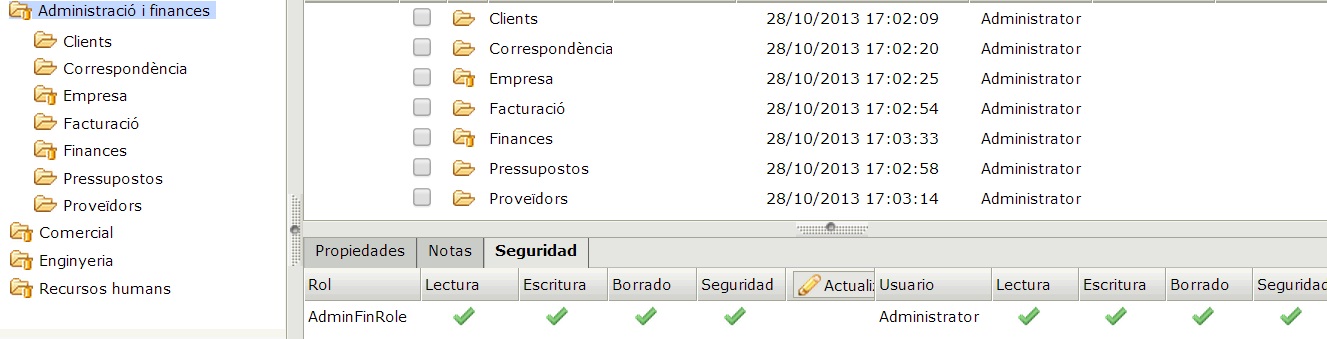 Administració i finances
Clients
Correspondència
Empresa
Facturació
Finances
Pressupostos
Proveïdors
Comercial
Enginyeria
Recursos humans
Clients 28/10/2013 17:02:09 Administrator
Correspondència 28/10/2013 17:02:20 Administrator
Empresa 28/10/2013 17:02:25 Administrator
Facturació 28/10/2013 17:02:54 Administrator
Finances 28/10/2013 17:03:33 Administrator
Pressupostos 28/10/2013 17:02:58 Administrator
Proveïdors 28/10/2013 17:03:14 Administrator
Propiedades Notas Seguridad
Rol Lectura Escritura Borrado Seguridad Actuali Usuario Lectura Escritura Borrado Seguridad
AdminFinRole Administrator